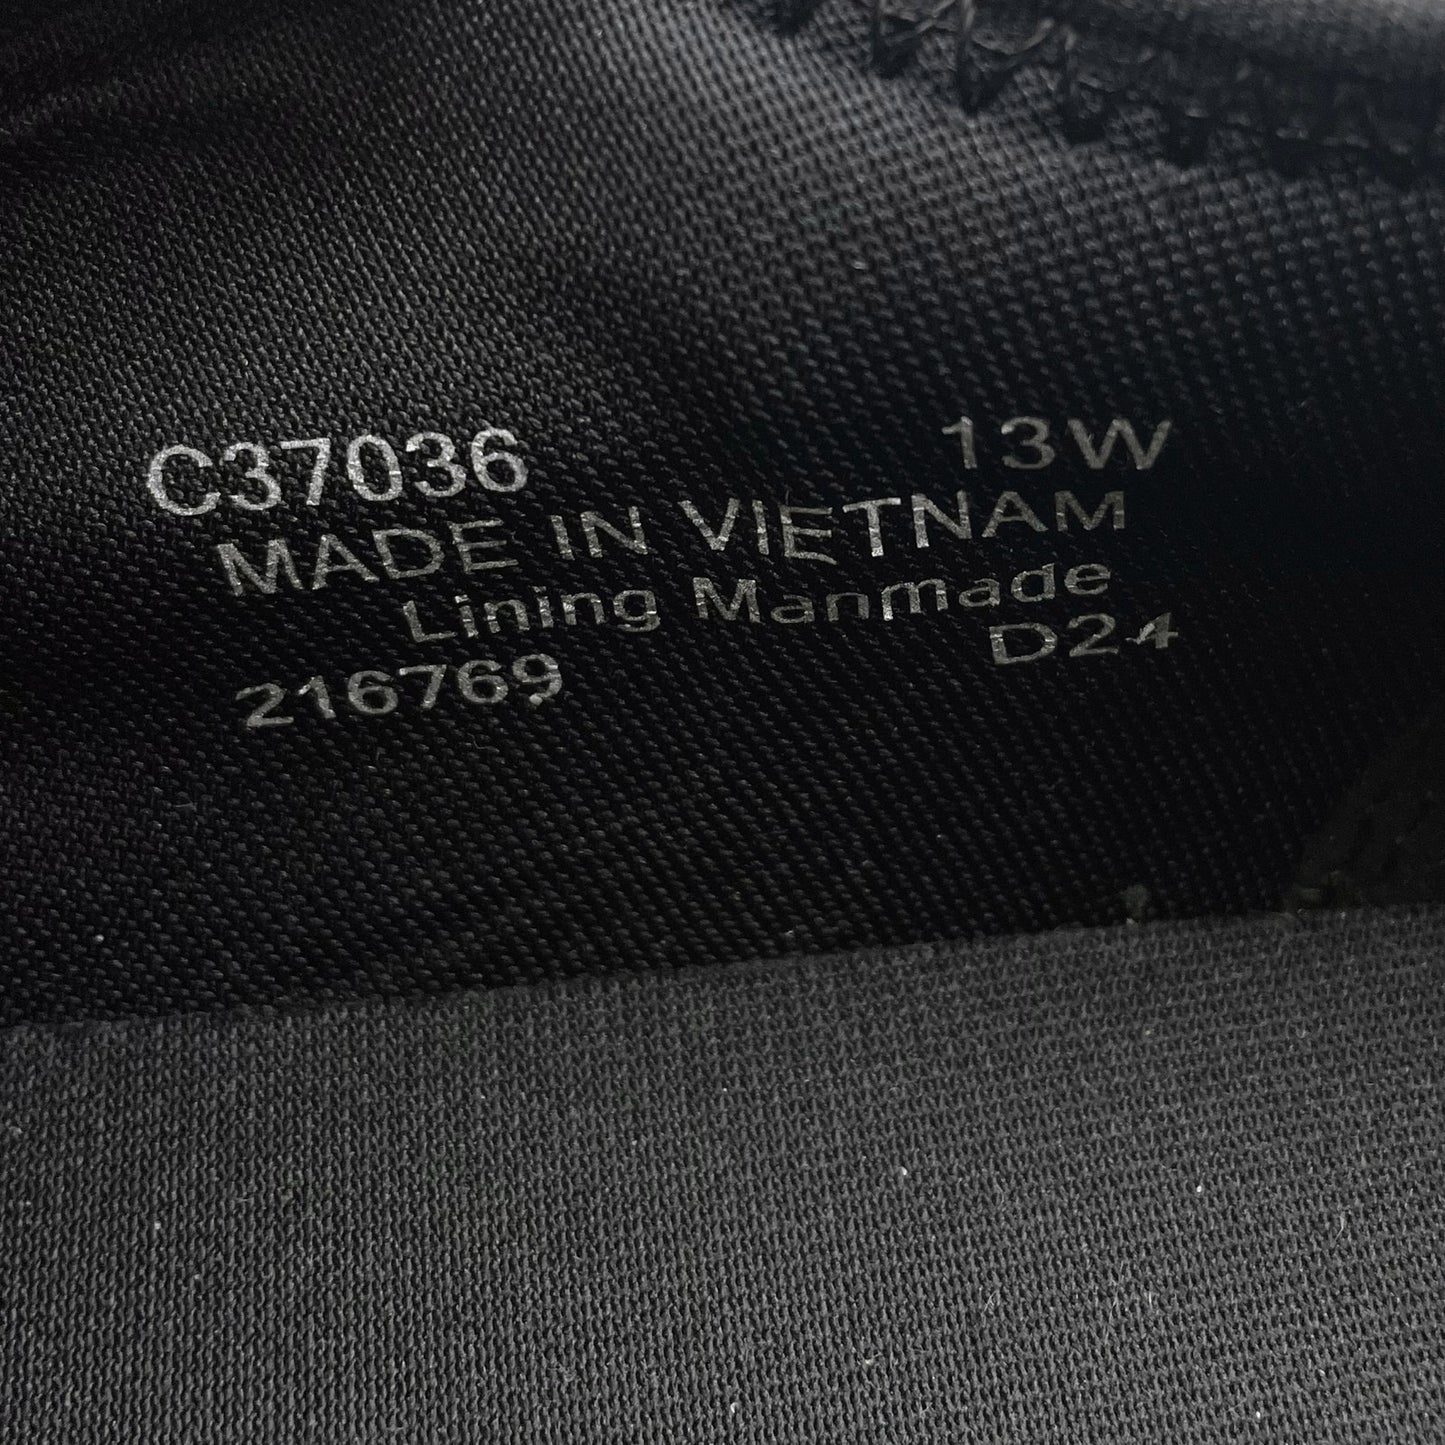 C37036 13W
MADE IN VIETNAM
Lining Manmade
216769 D24